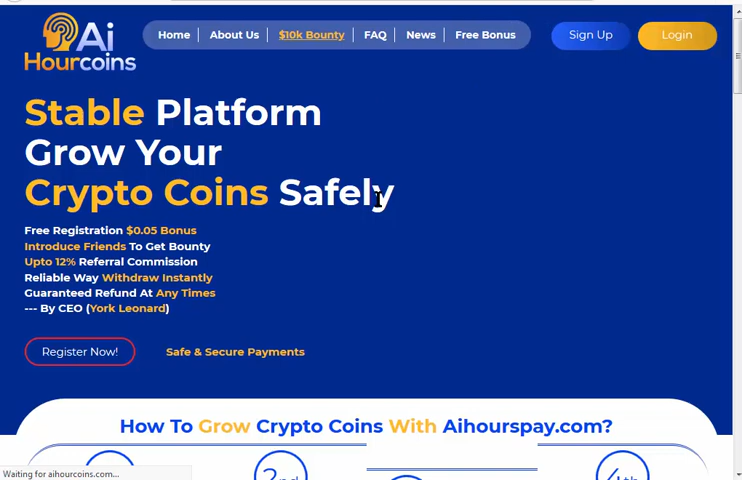 Ai
Hourcoins
Home
About Us
$10k Bounty
FAQ
News
Free Bonus
Sign Up
Login
Stable Platform
Grow Your
Crypto Coins Safely
Free Registration $0.05 Bonus
Introduce Friends To Get Bounty
Upto 12% Referral Commission
Reliable Way Withdraw Instantly
Guaranteed Refund At Any Times
--- By CEO (York Leonard)
Register Now!
Safe & Secure Payments
How To Grow Crypto Coins With Aihourspay.com?
2nd
4th
Waiting for aihourcoins.com...